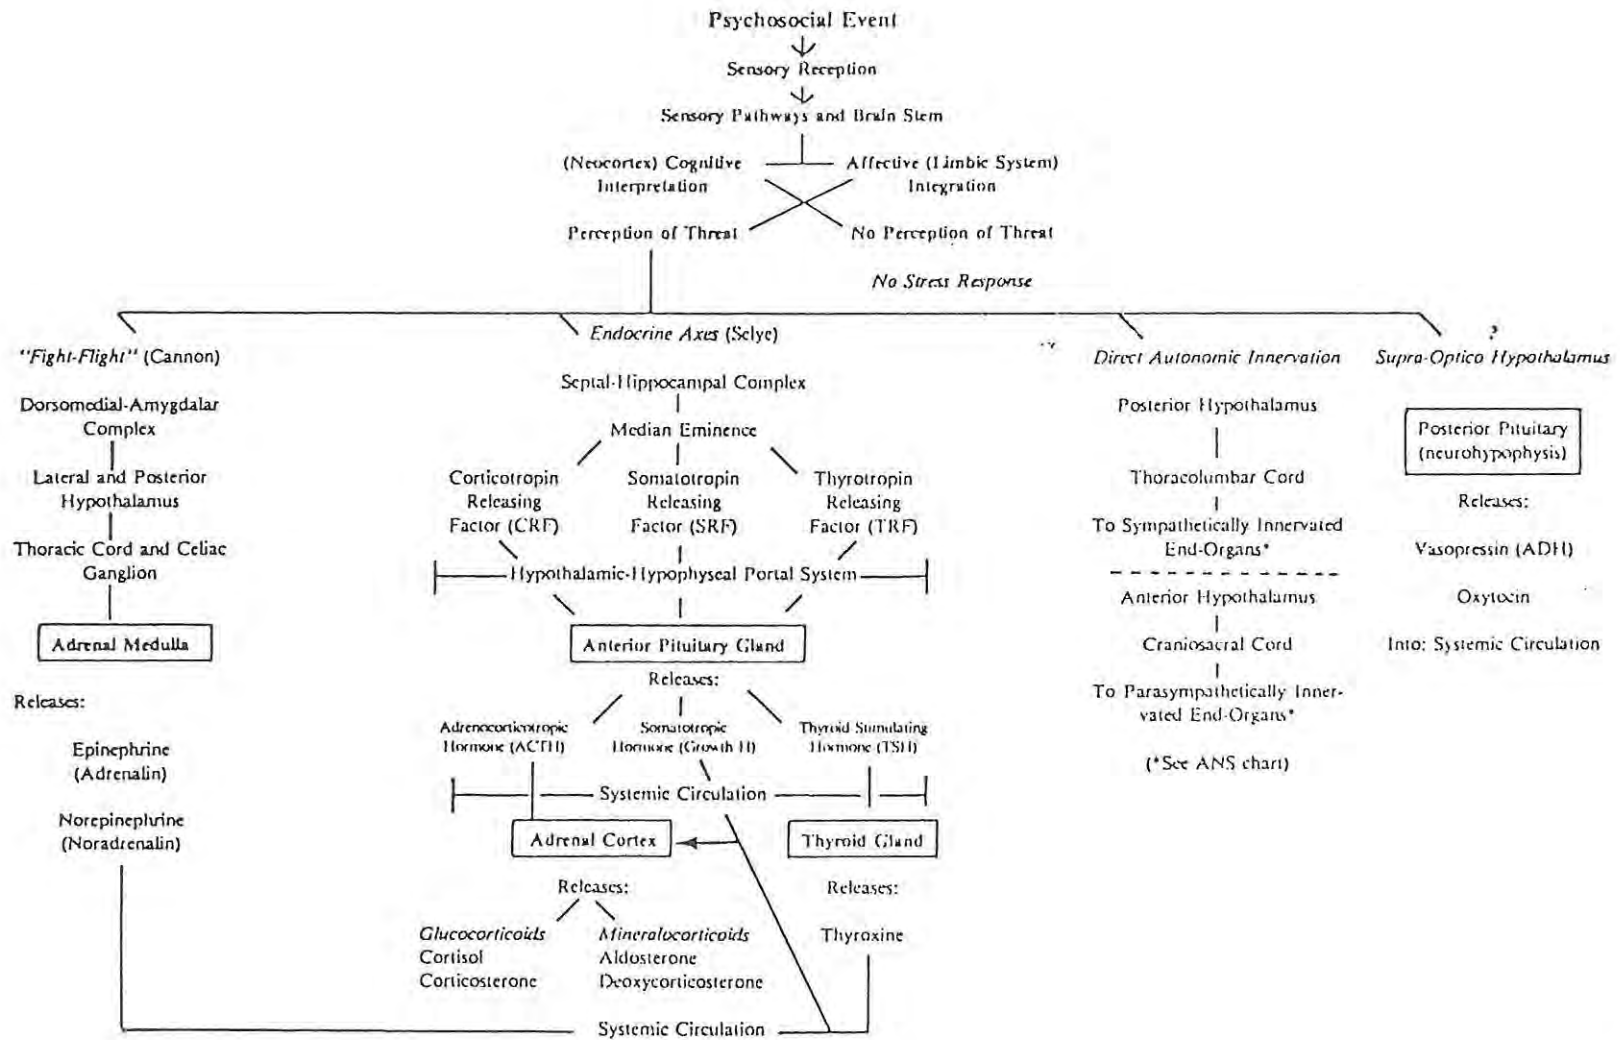 Psychosocial Event
Sensory Reception
Sensory Pathways and Brain Stem
(Neocortex) Cognitive
Interpretation
Affective (Limbic System)
Integration
Perception of Threat
No Perception of Threat
No Stress Response
"Fight-Flight" (Cannon)
Dorsomedial-Amygdalar
Complex
Lateral and Posterior
Hypothalamus
Thoracic Cord and Celiac
Ganglion
Adrenal Medulla
Releases:
Epinephrine
(Adrenalin)
Norepinephrine
(Noradrenalin)
Endocrine Axes (Selye)
Septal-Hippocampal Complex
Median Eminence
Corticotropin
Releasing
Factor (CRF)
Somatotropin
Releasing
Factor (SRF)
Thyrotropin
Releasing
Factor (TRF)
Hypothalamic-Hypophyseal Portal System
Anterior Pituitary Gland
Releases:
Adrenocorticotropic
Hormone (ACTH)
Somatotropic
Hormone (Growth H)
Thyroid Stimulating
Hormone (TSH)
Systemic Circulation
Adrenal Cortex
Releases:
Glucocorticoids
Cortisol
Corticosterone
Mineralocorticoids
Aldosterone
Deoxycorticosterone
Thyroid Gland
Releases:
Thyroxine
Systemic Circulation
Direct Autonomic Innervation
Posterior Hypothalamus
Thoracolumbar Cord
To Sympathetically Innervated
End-Organs*
Anterior Hypothalamus
Craniosacral Cord
To Parasympathetically Inner-
vated End-Organs*
(*See ANS chart)
?
Supra-Optico Hypothalamus
Posterior Pituitary
(neurohypophysis)
Releases:
Vasopressin (ADH)
Oxytocin
Into: Systemic Circulation